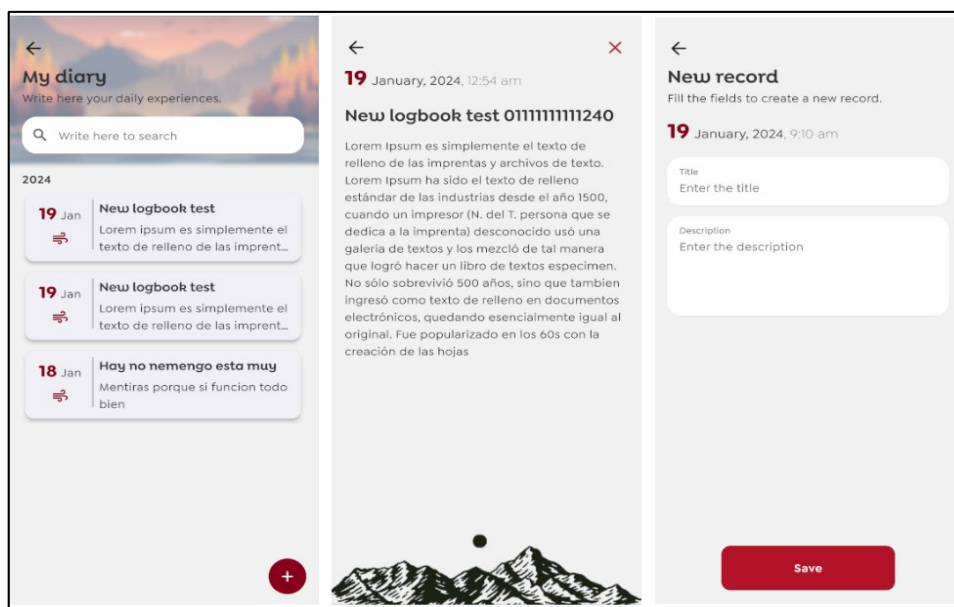 My diary
Write here your daily experiences.
Write here to search
2024
19 Jan
New logbook test
Lorem ipsum es simplemente el
texto de relleno de las imprent...
19 Jan
New logbook test
Lorem ipsum es simplemente el
texto de relleno de las imprent...
18 Jan
Hay no nemengo esta muy
Mentiras porque si funcion todo
bien
+
19 January, 2024, 12:54 am
New logbook test 01111111111240
Lorem Ipsum es simplemente el texto de
relleno de las imprentas y archivos de texto.
Lorem Ipsum ha sido el texto de relleno
estándar de las industrias desde el año 1500,
cuando un impresor (N. del T. persona que se
dedica a la imprenta) desconocido usó una
galería de textos y los mezcló de tal manera
que logró hacer un libro de textos especimen.
No sólo sobrevivió 500 años, sino que tambien
ingresó como texto de relleno en documentos
electrónicos, quedando esencialmente igual al
original. Fue popularizado en los 60s con la
creación de las hojas
New record
Fill the fields to create a new record.
19 January, 2024, 9:10 am
Title
Enter the title
Description
Enter the description
Save